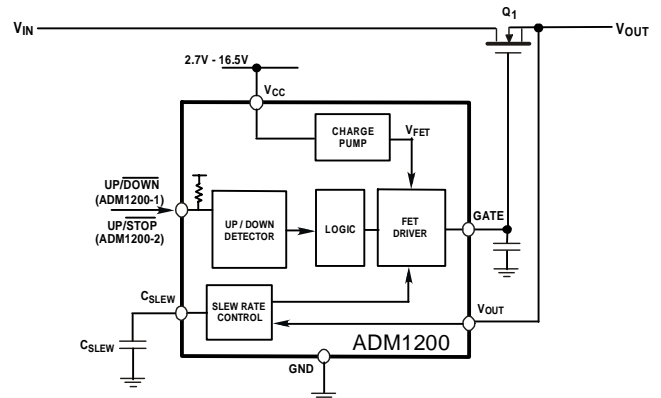 Q1
VIN
VOUT
2.7V - 16.5V
VCC
CHARGE
PUMP
VFET
UP/DOWN
(ADM1200-1)
UP/STOP
(ADM1200-2)
UP / DOWN
DETECTOR
LOGIC
FET
DRIVER
GATE
CSLEW
SLEW RATE
CONTROL
VOUT
CSLEW
ADM1200
GND